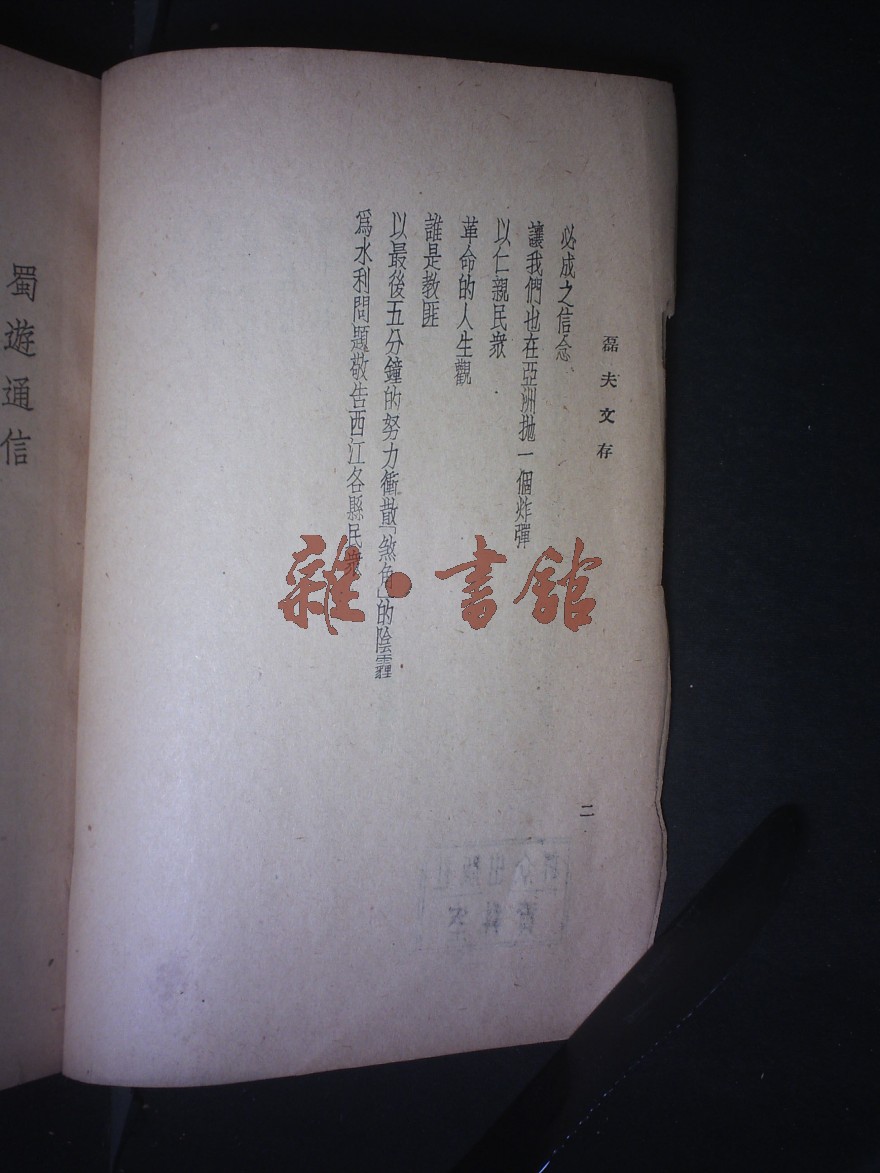 磊夫文存
必成之信念
讓我們也在亞洲拋一個炸彈
以仁親民衆
革命的人生觀
誰是教匪
以最後五分鐘的努力衝散「煞角」的陰霾
爲水利問題敬告西江各縣民衆
二
雜·書館
蜀遊通信